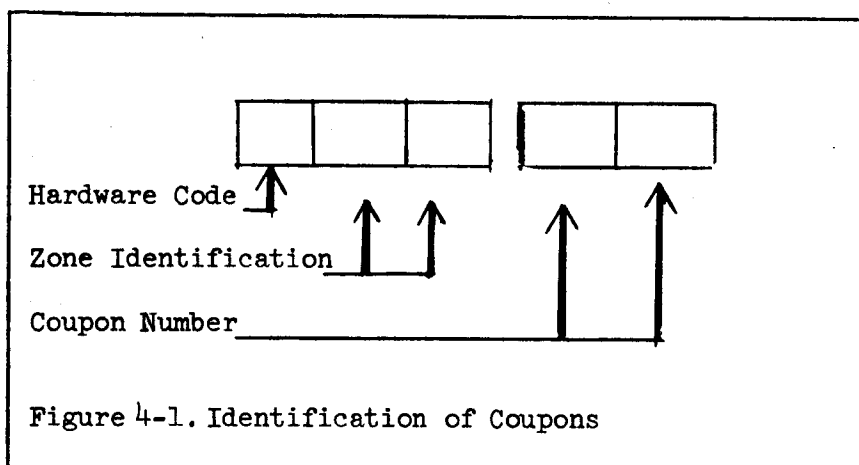 Hardware Code
Zone Identification
Coupon Number
Figure 4-1. Identification of Coupons